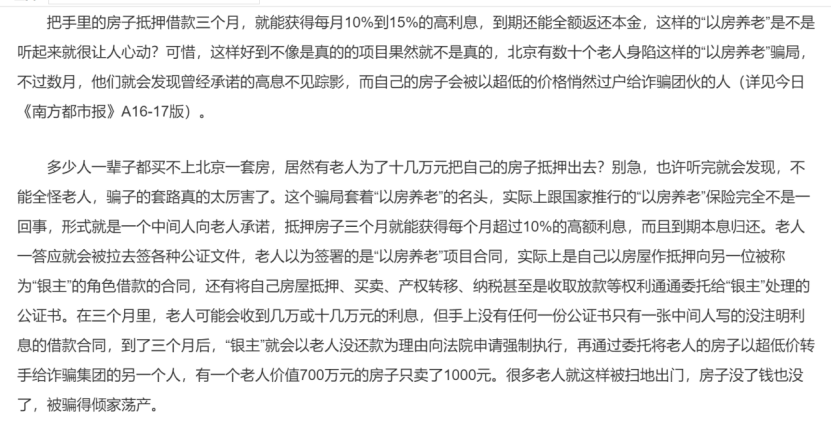 把手里的房子抵押借款三个月，就能获得每月10%到15%的高利息，到期还能全额返还本金，这样的“以房养老”是不是
听起来就很让人心动？可惜，这样好到不像是真的的项目果然就不是真的，北京有数十个老人身陷这样的“以房养老”骗局，
不过数月，他们就会发现曾经承诺的高息不见踪影，而自己的房子会被以超低的价格悄然过户给诈骗团伙的人（详见今日
《南方都市报》A16-17版）。
多少人一辈子都买不上北京一套房，居然有老人为了十几万元把自己的房子抵押出去？别急，也许听完就会发现，不
能全怪老人，骗子的套路真的太厉害了。这个骗局套着“以房养老”的名头，实际上跟国家推行的“以房养老”保险完全不是一
回事，形式就是一个中间人向老人承诺，抵押房子三个月就能获得每个月超过10%的高额利息，而且到期本息归还。老人
一答应就会被拉去签各种公证文件，老人以为签署的是“以房养老”项目合同，实际上是自己以房屋作抵押向另一位被称
为“银主”的角色借款的合同，还有将自己房屋抵押、买卖、产权转移、纳税甚至是收取放款等权利通通委托给“银主”处理的
公证书。在三个月里，老人可能会收到几万或十几万元的利息，但手上没有任何一份公证书只有一张中间人写的没注明利
息的借款合同，到了三个月后，“银主”就会以老人没还款为理由向法院申请强制执行，再通过委托将老人的房子以超低价转
手给诈骗集团的另一个人，有一个老人价值700万元的房子只卖了1000元。很多老人就这样被扫地出门，房子没了钱也没
了，被骗得倾家荡产。